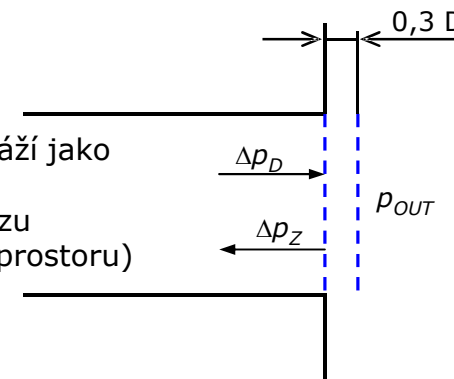 0,3 D
áží jako
Δp_D
zu
p_OUT
prostoru)
Δp_Z